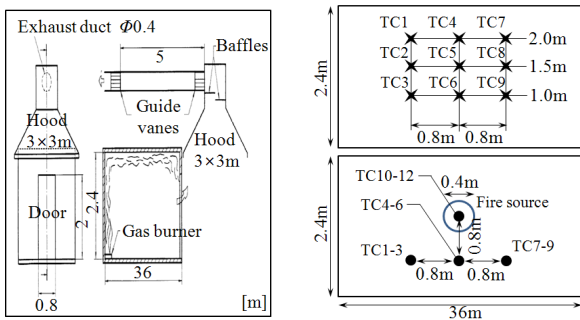 Exhaust duct Φ0.4
Baffles
5
Guide
vanes
Hood
3×3m
Hood
3×3m
Door
2
2.4
Gas burner
0.8
36
[m]
TC1 TC4 TC7
2.0m
TC2 TC5 TC8
1.5m
TC3 TC6 TC9
1.0m
2.4m
0.8m 0.8m
TC10-12
0.4m
Fire source
TC4-6
0.8m
2.4m
TC1-3
TC7-9
0.8m 0.8m
36m